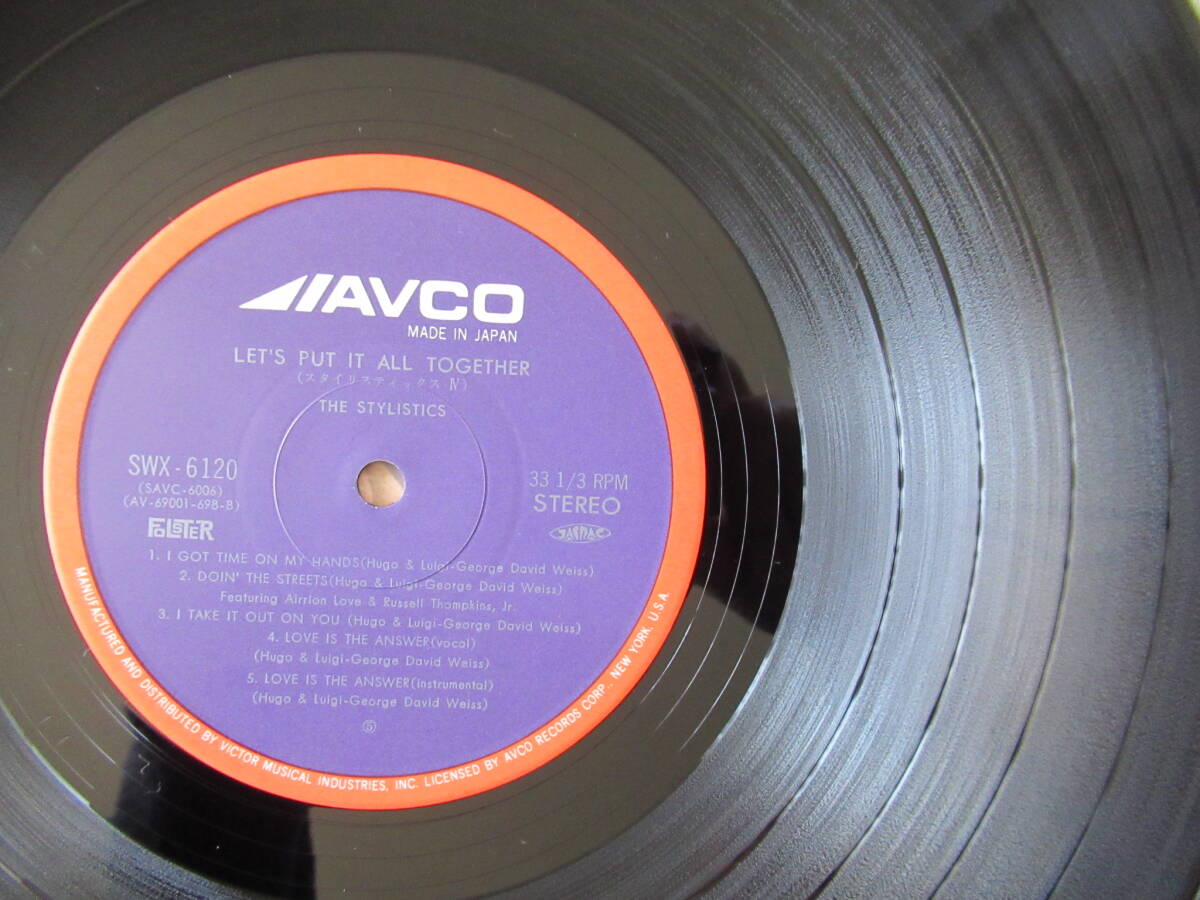 AVCO
MADE IN JAPAN
LET'S PUT IT ALL TOGETHER
(スタイリスティックス Ⅳ)
THE STYLISTICS
SWX-6120
(SAVC-6006)
(AV-69001-698-B)
33 1/3 RPM
STEREO
FOLSTER
JASRAC
1. I GOT TIME ON MY HANDS(Hugo & Luigi-George David Weiss)
2. DOIN' THE STREETS(Hugo & Luigi-George David Weiss)
Featuring Airrion Love & Russell Thompkins, Jr.
3. I TAKE IT OUT ON YOU (Hugo & Luigi-George David Weiss)
4. LOVE IS THE ANSWER(vocal)
(Hugo & Luigi-George David Weiss)
5. LOVE IS THE ANSWER(instrumental)
(Hugo & Luigi-George David Weiss)
⑤
MANUFACTURED AND DISTRIBUTED BY VICTOR MUSICAL INDUSTRIES, INC. LICENSED BY AVCO RECORDS CORP., NEW YORK, U.S.A.